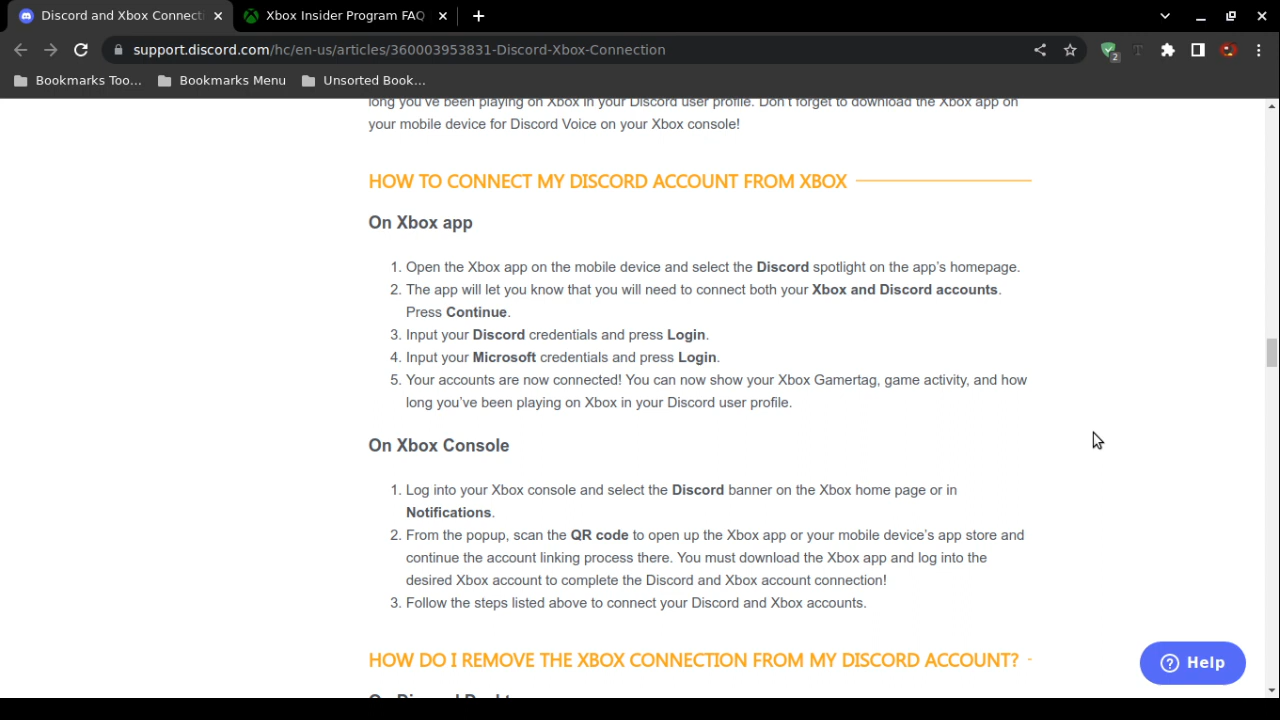 Discord and Xbox Connecti
Xbox Insider Program FAQ
support.discord.com/hc/en-us/articles/360003953831-Discord-Xbox-Connection
2
Bookmarks Too...
Bookmarks Menu
Unsorted Book...
long you've been playing on Xbox in your Discord user profile. Don't forget to download the Xbox app on
your mobile device for Discord Voice on your Xbox console!
HOW TO CONNECT MY DISCORD ACCOUNT FROM XBOX
On Xbox app
1. Open the Xbox app on the mobile device and select the Discord spotlight on the app's homepage.
2. The app will let you know that you will need to connect both your Xbox and Discord accounts.
Press Continue.
3. Input your Discord credentials and press Login.
4. Input your Microsoft credentials and press Login.
5. Your accounts are now connected! You can now show your Xbox Gamertag, game activity, and how
long you've been playing on Xbox in your Discord user profile.
On Xbox Console
1. Log into your Xbox console and select the Discord banner on the Xbox home page or in
Notifications.
2. From the popup, scan the QR code to open up the Xbox app or your mobile device's app store and
continue the account linking process there. You must download the Xbox app and log into the
desired Xbox account to complete the Discord and Xbox account connection!
3. Follow the steps listed above to connect your Discord and Xbox accounts.
HOW DO I REMOVE THE XBOX CONNECTION FROM MY DISCORD ACCOUNT?
Help